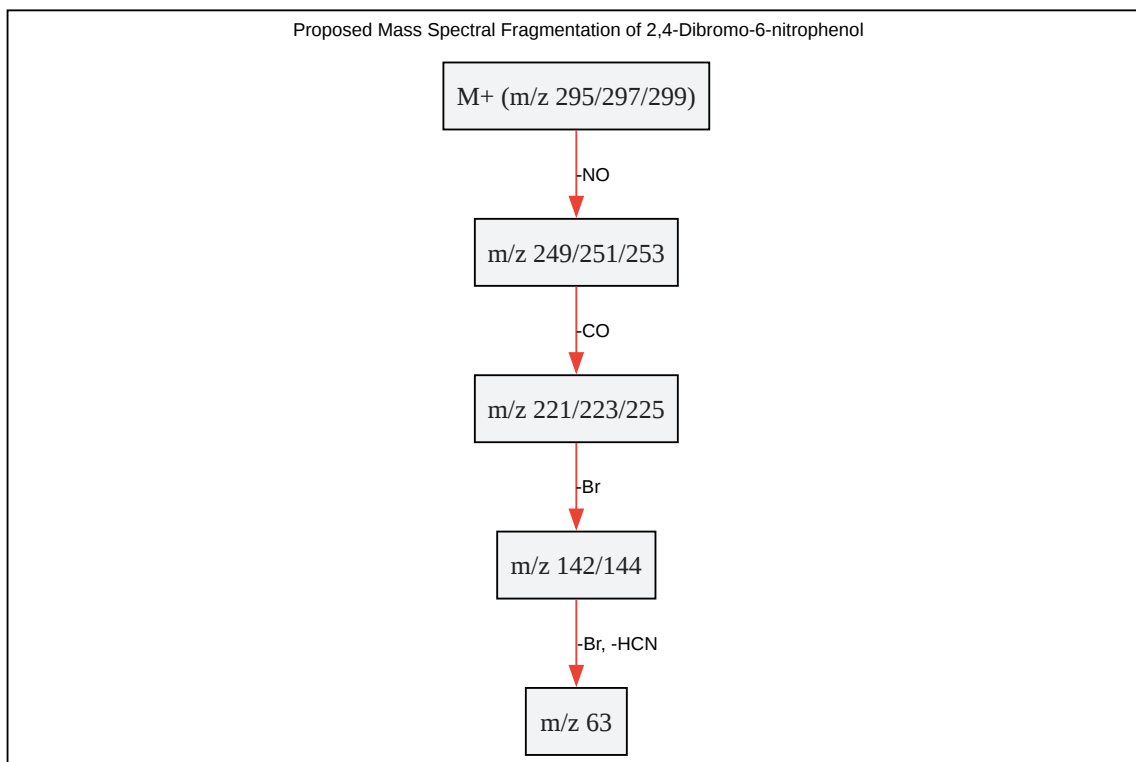 Proposed Mass Spectral Fragmentation of 2,4-Dibromo-6-nitrophenol
M+ (m/z 295/297/299)
-NO
m/z 249/251/253
-CO
m/z 221/223/225
-Br
m/z 142/144
-Br, -HCN
m/z 63